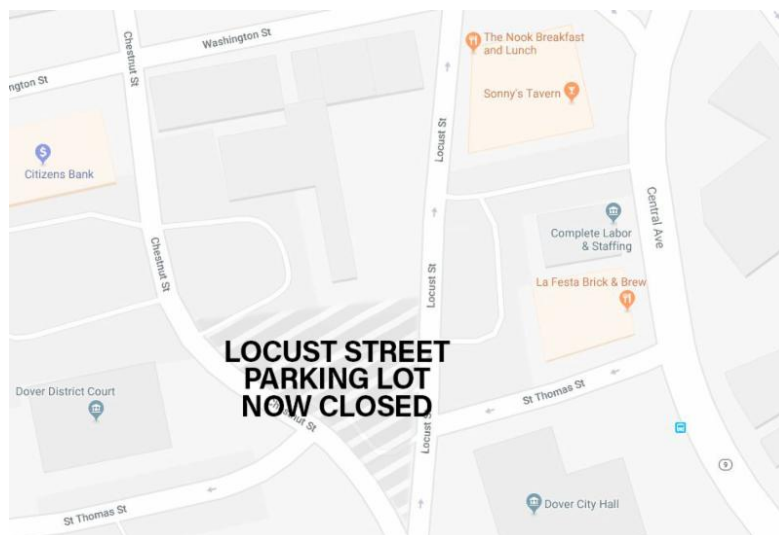 Washington St
ngton St
Chestnut St
The Nook Breakfast
and Lunch
Sonny's Tavern
Locust St
Citizens Bank
Central Ave
Complete Labor
& Staffing
Chestnut St
Locust St
La Festa Brick & Brew
LOCUST STREET
PARKING LOT
NOW CLOSED
Dover District Court
St Thomas St
Chestnut St
Locust St
9
Dover City Hall
St Thomas St